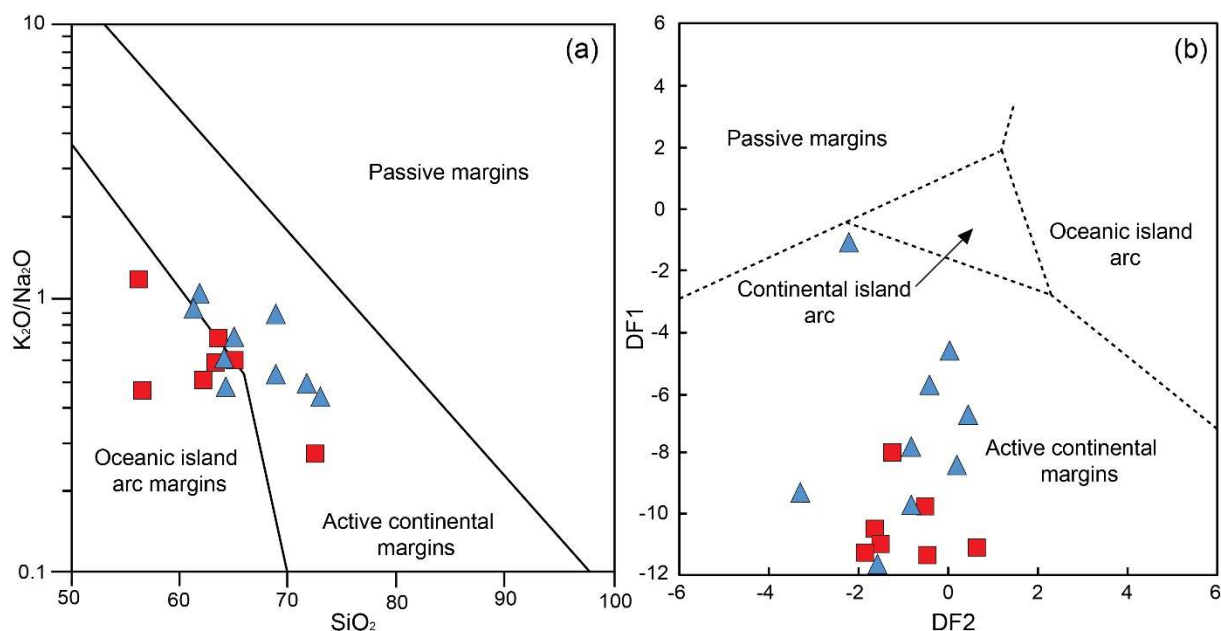 10
(a)
Passive margins
1
K₂O/Na₂O
Oceanic island
arc margins
Active continental
margins
0.1
50
60
70
80
90
100
SiO₂
6
(b)
4
Passive margins
2
0
Oceanic island
arc
-2
Continental island
arc
DF1
-4
-6
Active continental
margins
-8
-10
-12
-6
-4
-2
0
2
4
6
DF2